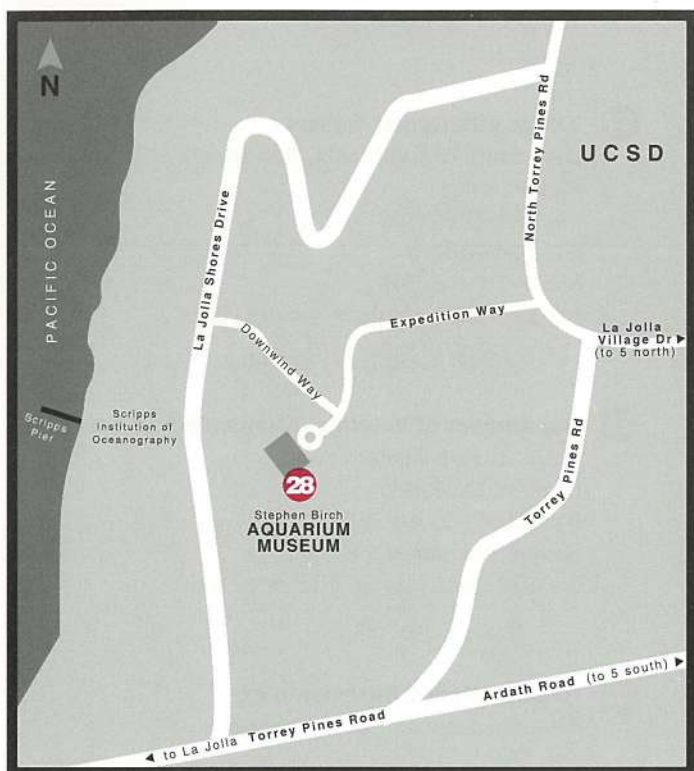 N
PACIFIC OCEAN
UCSD
North Torrey Pines Rd
La Jolla Shores Drive
Expedition Way
La Jolla
Village Dr
(to 5 north)
Downwind Way
Scripps
Pier
Scripps
Institution of
Oceanography
28
Stephen Birch
AQUARIUM
MUSEUM
Torrey Pines Rd
Ardath Road (to 5 south)
to La Jolla Torrey Pines Road